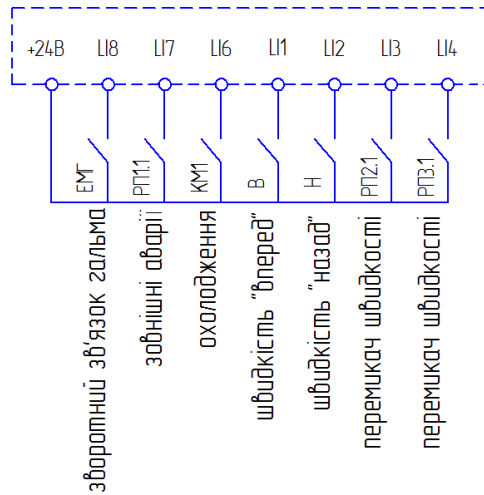 +24В LI8 LI7 LI6 LI1 LI2 LI3 LI4
ЕМГ
РП1.1
КМ1
В
Н
РП2.1
РП3.1
зворотний зв'язок гальма
зовнішні аварії
охолодження
швидкість "вперед"
швидкість "назад"
перемикач швидкості
перемикач швидкості